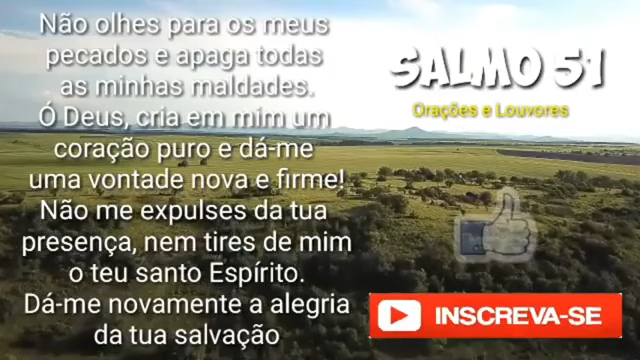 Não olhes para os meus
pecados e apaga todas
as minhas maldades.
Ó Deus, cria em mim um
coração puro e dá-me
uma vontade nova e firme!
Não me expulses da tua
presença, nem tires de mim
o teu santo Espírito.
Dá-me novamente a alegria
da tua salvação
SALMO 51
Orações e Louvores
INSCREVA-SE